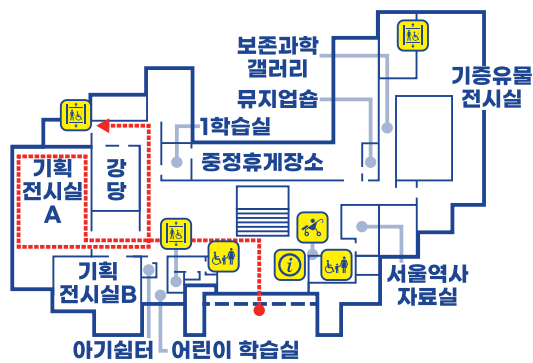 보존과학
갤러리
기증유물
전시실
뮤지업숍
1학습실
중정휴게장소
기획
전시실
A
강
당
기획
전시실B
서울역사
자료실
아기쉼터
어린이 학습실